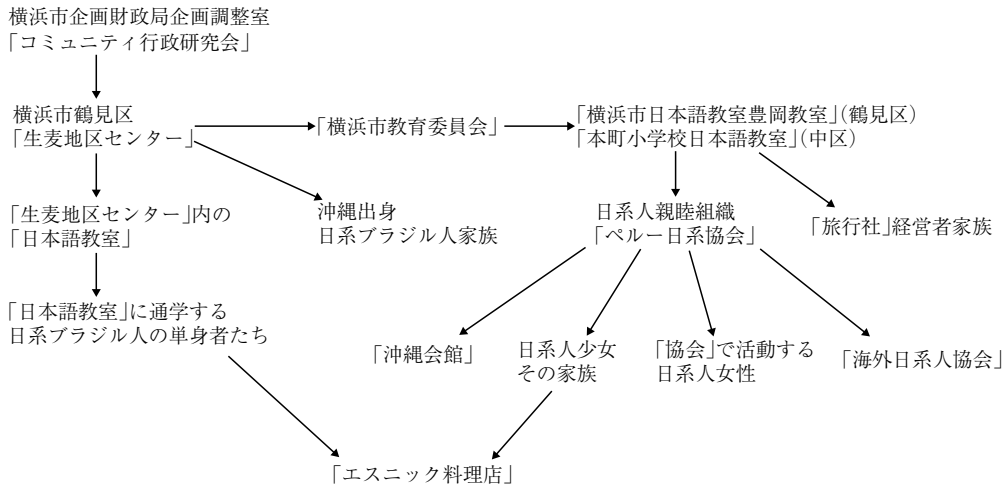 横浜市企画財政局企画調整室
「コミュニティ行政研究会」
横浜市鶴見区
「生麦地区センター」
「横浜市教育委員会」
「横浜市日本語教室豊岡教室」(鶴見区)
「本町小学校日本語教室」(中区)
「生麦地区センター」内の
「日本語教室」
沖縄出身
日系ブラジル人家族
日系人親睦組織
「ペルー日系協会」
「旅行社」経営者家族
「日本語教室」に通学する
日系ブラジル人の単身者たち
「沖縄会館」
日系人少女
その家族
「協会」で活動する
日系人女性
「海外日系人協会」
「エスニック料理店」